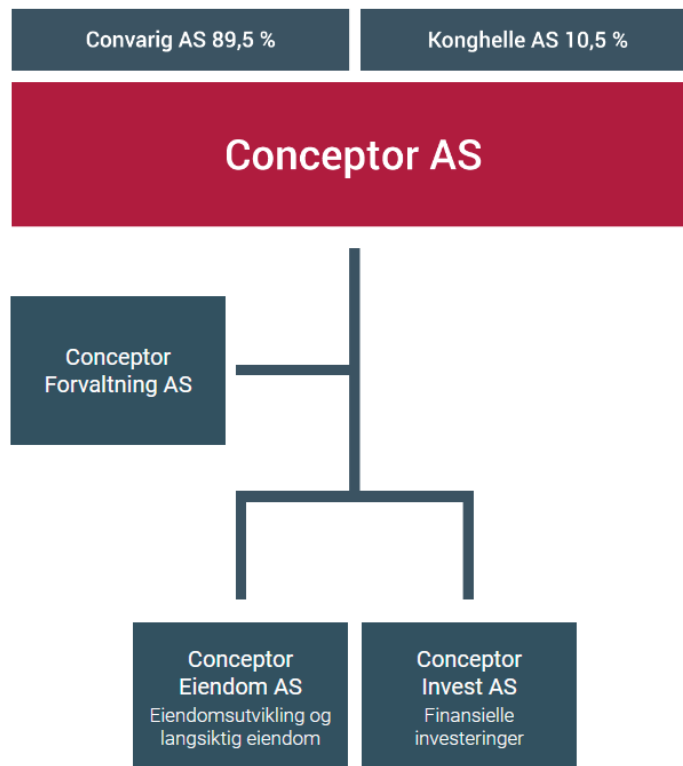 Convarig AS 89,5 %
Konghelle AS 10,5 %
Conceptor AS
Conceptor
Forvaltning AS
Conceptor
Eiendom AS
Eiendomsutvikling og
langsiktig eiendom
Conceptor
Invest AS
Finansielle
investeringer